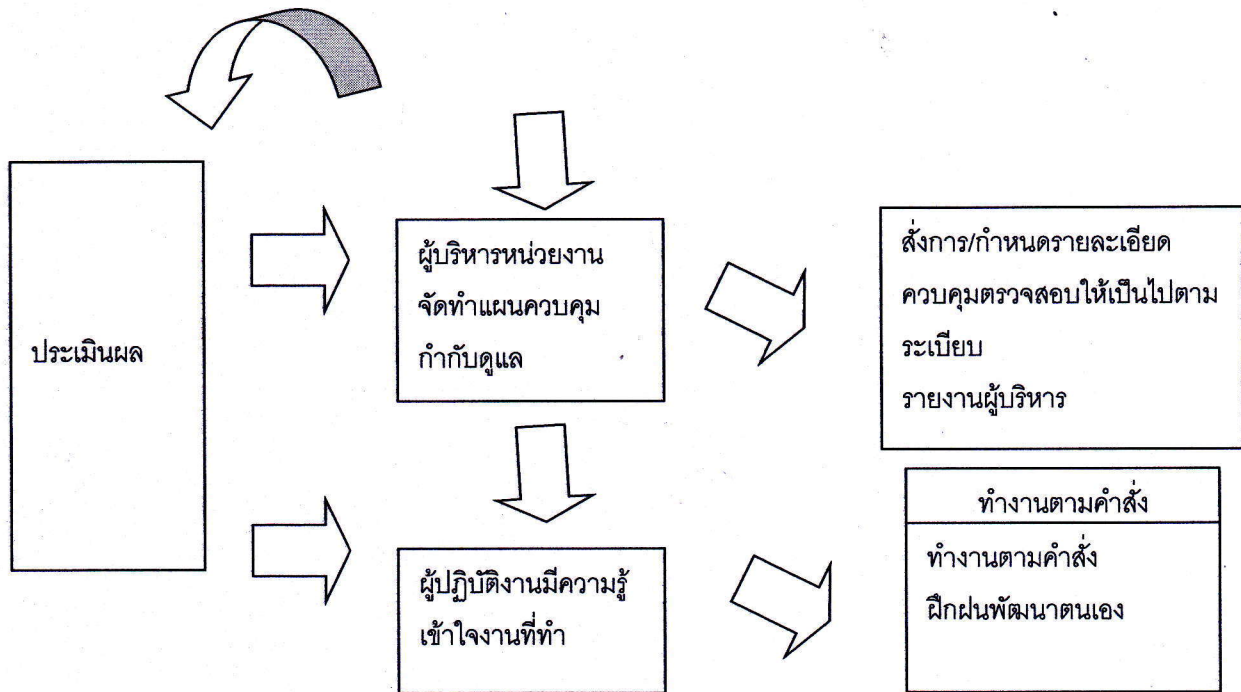 ประเมินผล
ผู้บริหารหน่วยงาน
จัดทำแผนควบคุม
กำกับดูแล
สั่งการ/กำหนดรายละเอียด
ควบคุมตรวจสอบให้เป็นไปตาม
ระเบียบ
รายงานผู้บริหาร
ผู้ปฏิบัติงานมีความรู้
เข้าใจงานที่ทำ
ทำงานตามคำสั่ง
ทำงานตามคำสั่ง
ฝึกฝนพัฒนาตนเอง